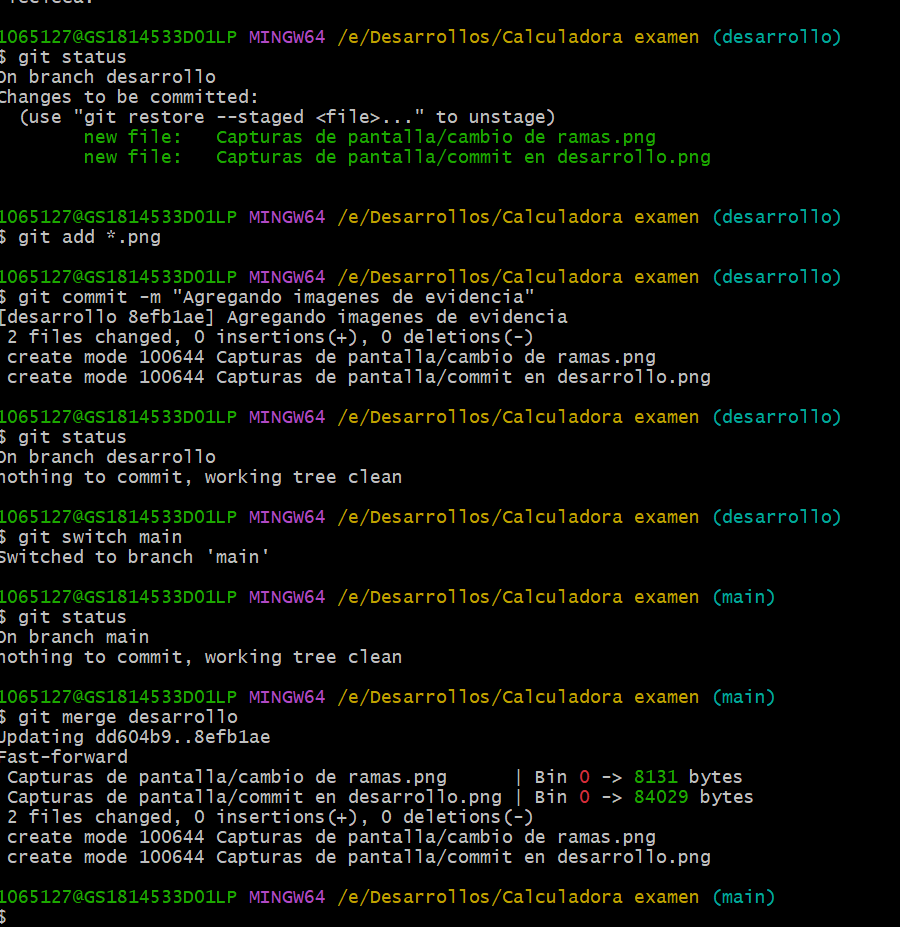 1065127@GS1814533D01LP MINGW64 /e/Desarrollos/Calculadora examen (desarrollo)
$ git status
On branch desarrollo
Changes to be committed:
  (use "git restore --staged <file>..." to unstage)
        new file:   Capturas de pantalla/cambio de ramas.png
        new file:   Capturas de pantalla/commit en desarrollo.png
1065127@GS1814533D01LP MINGW64 /e/Desarrollos/Calculadora examen (desarrollo)
$ git add *.png
1065127@GS1814533D01LP MINGW64 /e/Desarrollos/Calculadora examen (desarrollo)
$ git commit -m "Agregando imagenes de evidencia"
[desarrollo 8efb1ae] Agregando imagenes de evidencia
 2 files changed, 0 insertions(+), 0 deletions(-)
 create mode 100644 Capturas de pantalla/cambio de ramas.png
 create mode 100644 Capturas de pantalla/commit en desarrollo.png
1065127@GS1814533D01LP MINGW64 /e/Desarrollos/Calculadora examen (desarrollo)
$ git status
On branch desarrollo
nothing to commit, working tree clean
1065127@GS1814533D01LP MINGW64 /e/Desarrollos/Calculadora examen (desarrollo)
$ git switch main
Switched to branch 'main'
1065127@GS1814533D01LP MINGW64 /e/Desarrollos/Calculadora examen (main)
$ git status
On branch main
nothing to commit, working tree clean
1065127@GS1814533D01LP MINGW64 /e/Desarrollos/Calculadora examen (main)
$ git merge desarrollo
Updating dd604b9..8efb1ae
Fast-forward
 Capturas de pantalla/cambio de ramas.png      | Bin 0 -> 8131 bytes
 Capturas de pantalla/commit en desarrollo.png | Bin 0 -> 84029 bytes
 2 files changed, 0 insertions(+), 0 deletions(-)
 create mode 100644 Capturas de pantalla/cambio de ramas.png
 create mode 100644 Capturas de pantalla/commit en desarrollo.png
1065127@GS1814533D01LP MINGW64 /e/Desarrollos/Calculadora examen (main)
$